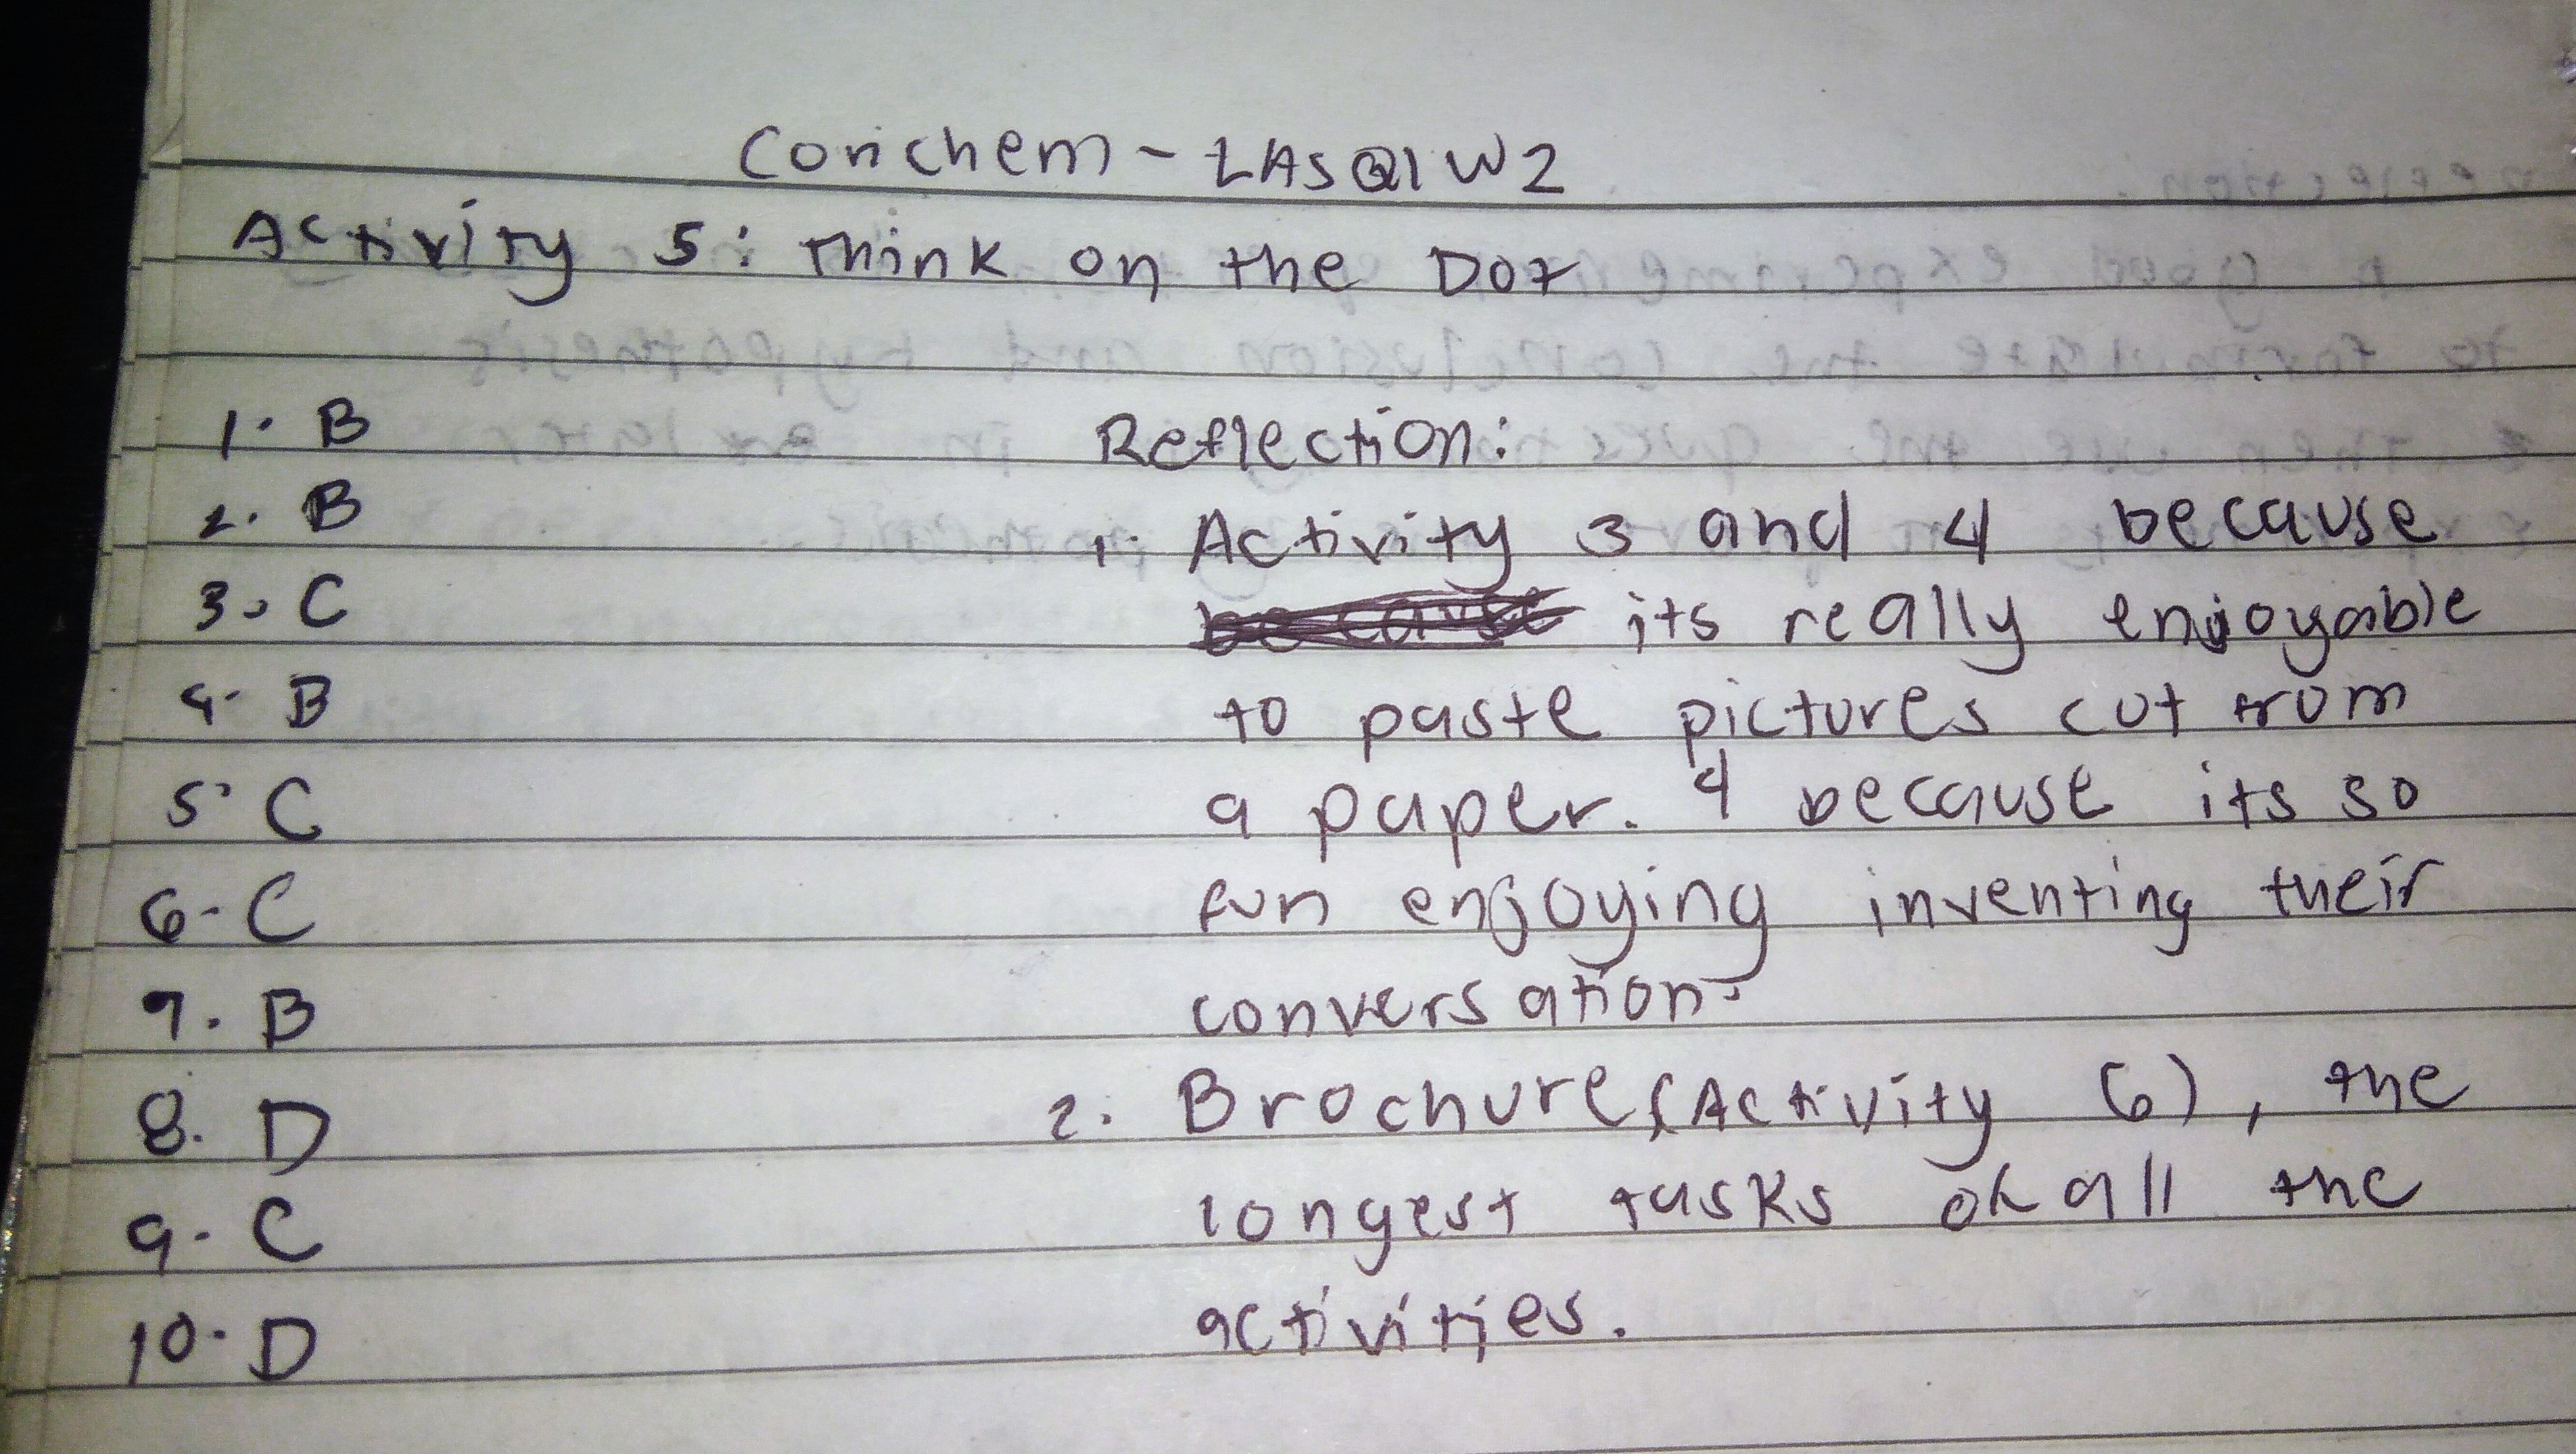 Conchem - LAS Q1 W2
Activity 5: Think on the Dot
1. B
2. B
3. C
4. B
5. C
6. C
7. B
8. D
9. C
10. D
Reflection:
1. Activity 3 and 4 because
because its really enjoyable
to paste pictures cut from
a paper. 4 because its so
fun enjoying inventing their
conversation.
2. Brochure (Activity 6), the
longest tasks of all the
activities.